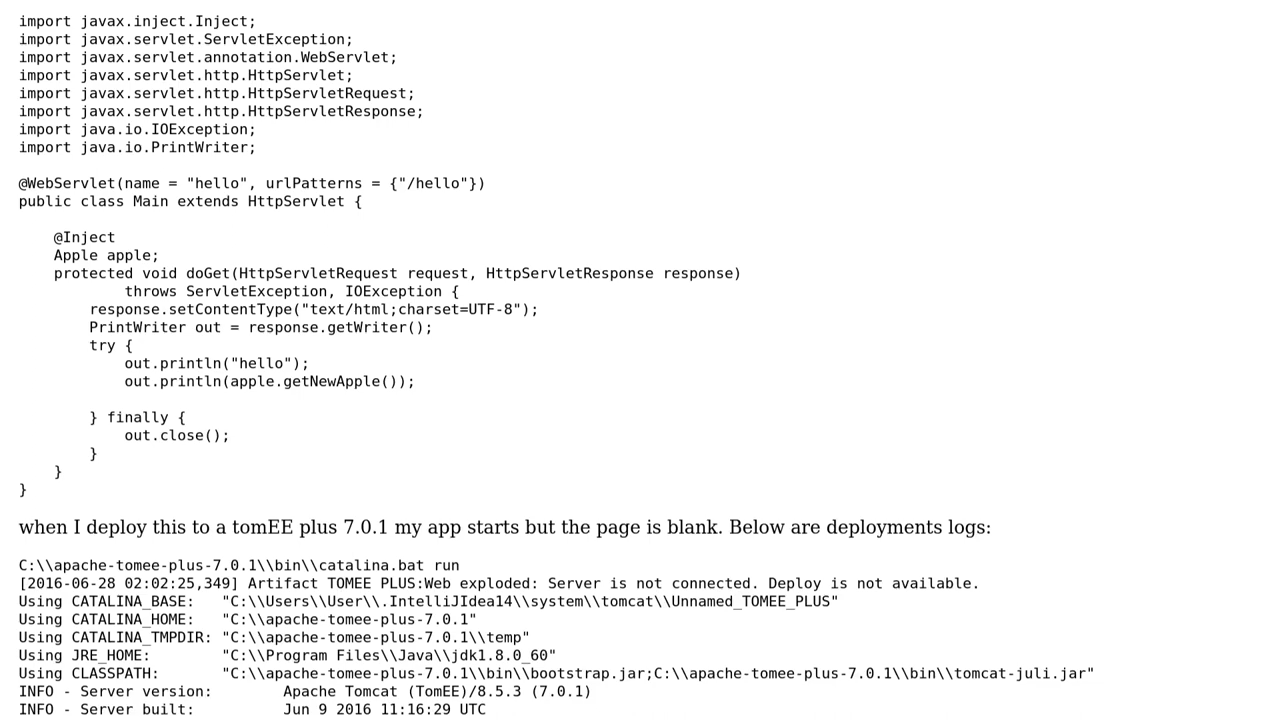 import javax.inject.Inject;
import javax.servlet.ServletException;
import javax.servlet.annotation.WebServlet;
import javax.servlet.http.HttpServlet;
import javax.servlet.http.HttpServletRequest;
import javax.servlet.http.HttpServletResponse;
import java.io.IOException;
import java.io.PrintWriter;

@WebServlet(name = "hello", urlPatterns = {"/hello"})
public class Main extends HttpServlet {

    @Inject
    Apple apple;
    protected void doGet(HttpServletRequest request, HttpServletResponse response)
            throws ServletException, IOException {
        response.setContentType("text/html;charset=UTF-8");
        PrintWriter out = response.getWriter();
        try {
            out.println("hello");
            out.println(apple.getNewApple());

        } finally {
            out.close();
        }
    }
}
when I deploy this to a tomEE plus 7.0.1 my app starts but the page is blank. Below are deployments logs:
C:\\apache-tomee-plus-7.0.1\\bin\\catalina.bat run
[2016-06-28 02:02:25,349] Artifact TOMEE PLUS:Web exploded: Server is not connected. Deploy is not available.
Using CATALINA_BASE:   "C:\\Users\\User\\.IntelliJIdea14\\system\\tomcat\\Unnamed_TOMEE_PLUS"
Using CATALINA_HOME:   "C:\\apache-tomee-plus-7.0.1"
Using CATALINA_TMPDIR: "C:\\apache-tomee-plus-7.0.1\\temp"
Using JRE_HOME:        "C:\\Program Files\\Java\\jdk1.8.0_60"
Using CLASSPATH:       "C:\\apache-tomee-plus-7.0.1\\bin\\bootstrap.jar;C:\\apache-tomee-plus-7.0.1\\bin\\tomcat-juli.jar"
INFO - Server version:        Apache Tomcat (TomEE)/8.5.3 (7.0.1)
INFO - Server built:          Jun 9 2016 11:16:29 UTC